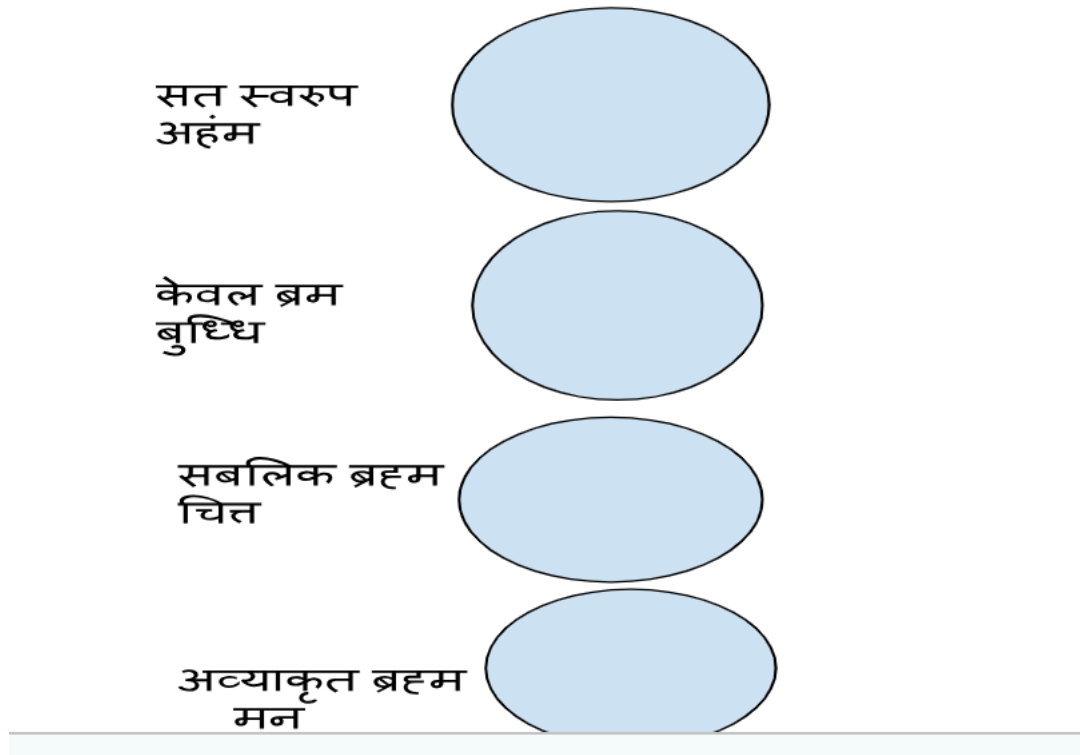 सत स्वरुप
अहंम
केवल ब्रम
बुध्धि
सबलिक ब्रह्म
चित्त
अव्याकृत ब्रह्म
मन